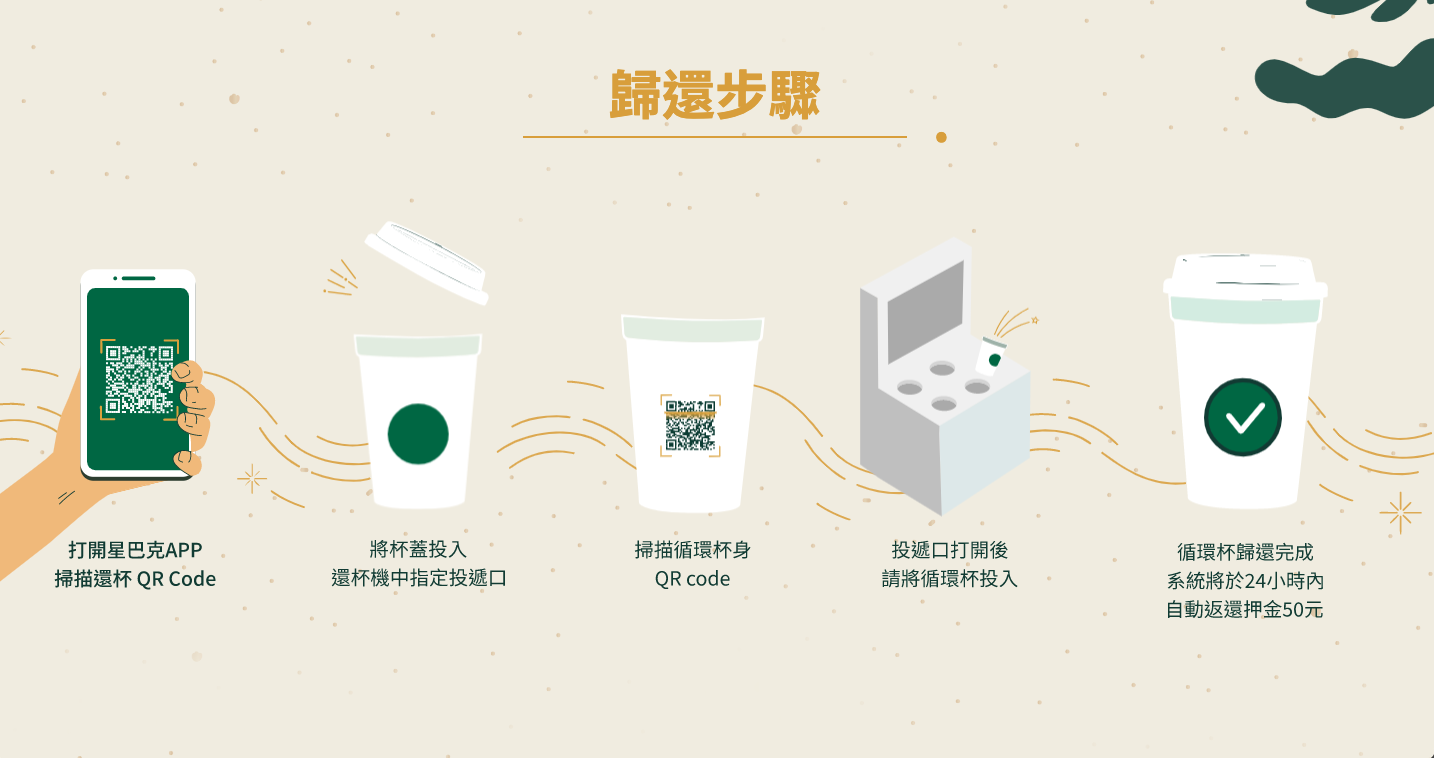 歸還步驟
打開星巴克APP
掃描還杯 QR Code
將杯蓋投入
還杯機中指定投遞口
掃描循環杯身
QR code
投遞口打開後
請將循環杯投入
循環杯歸還完成
系統將於24小時內
自動返還押金50元